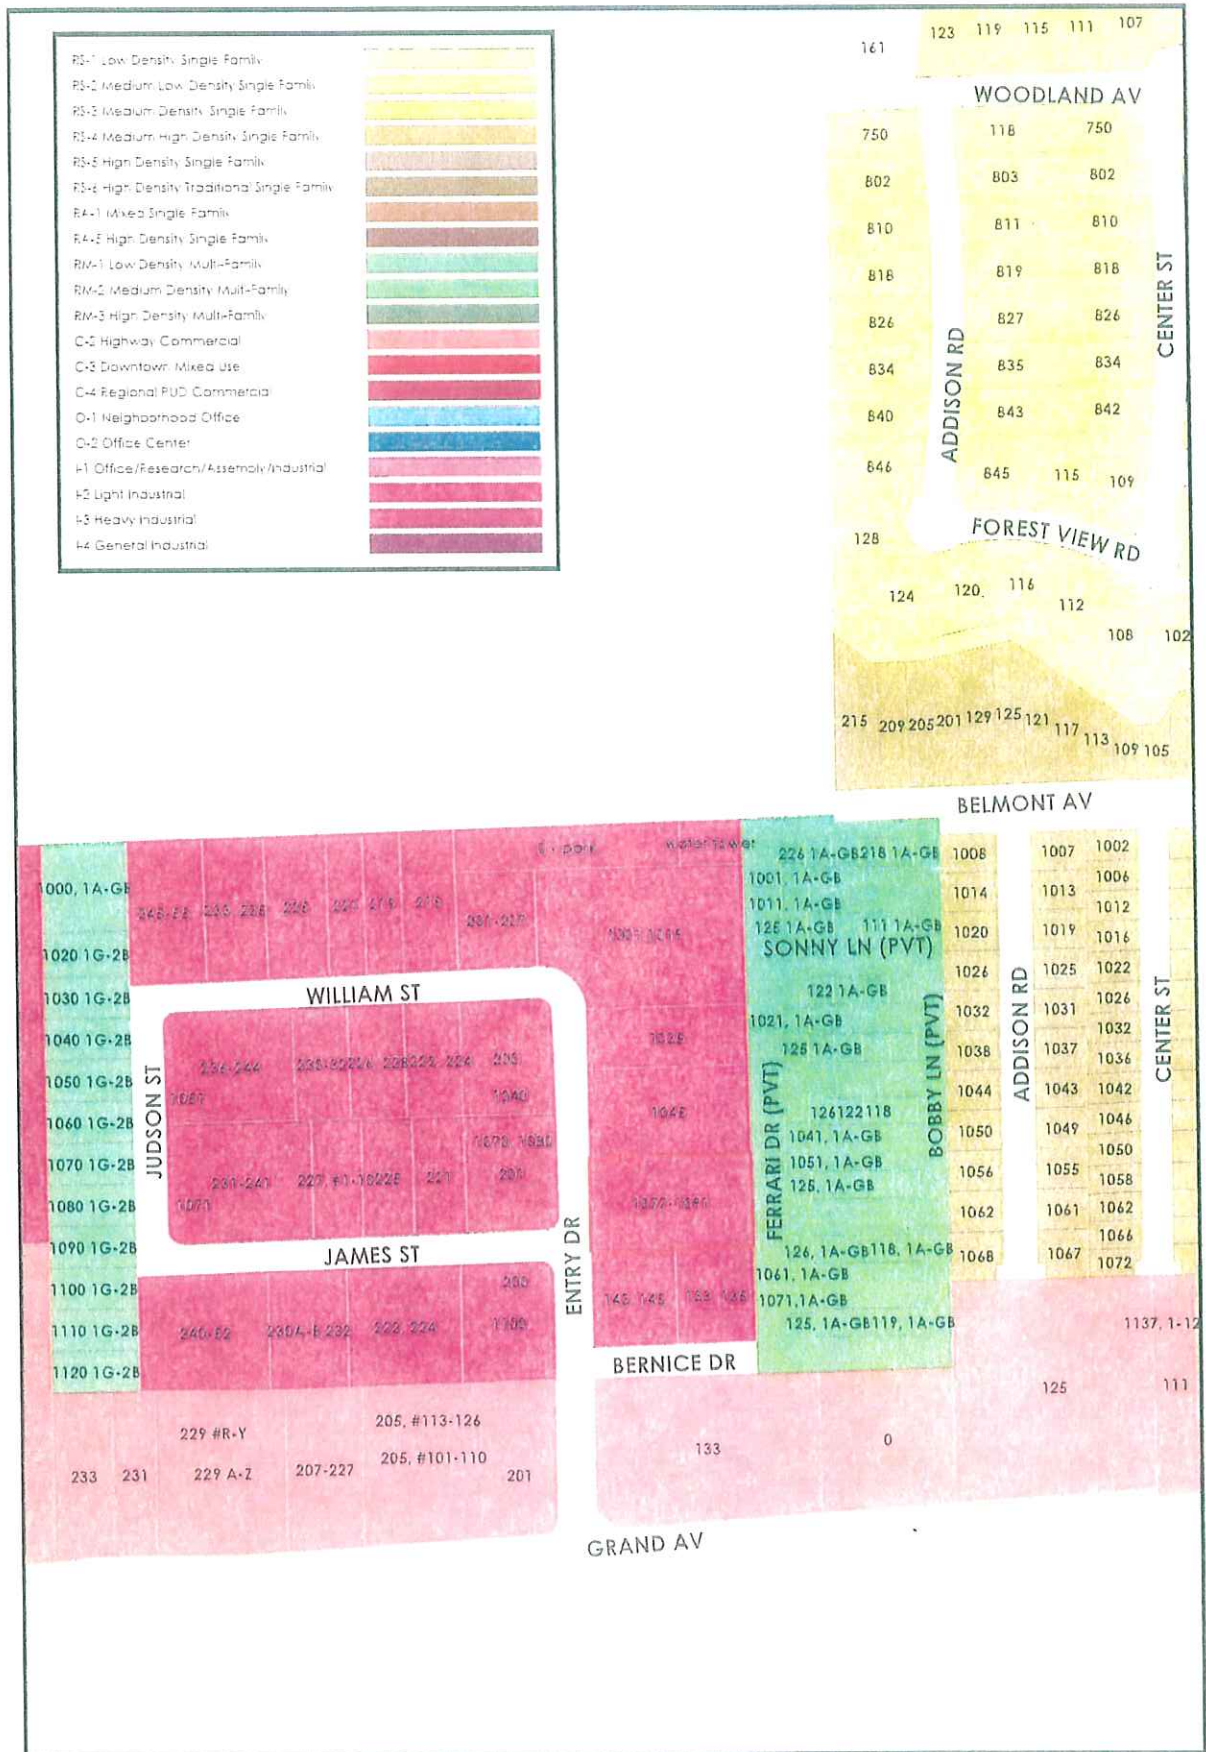 RS-1 Low Density Single Family
RS-2 Medium Low Density Single Family
RS-3 Medium Density Single Family
RS-4 Medium High Density Single Family
RS-5 High Density Single Family
RS-6 High Density Traditional Single Family
RA-1 Mixed Single Family
RA-5 High Density Single Family
RM-1 Low Density Multi-Family
RM-2 Medium Density Multi-Family
RM-3 High Density Multi-Family
C-2 Highway Commercial
C-3 Downtown Mixed Use
C-4 Regional PUD Commercial
O-1 Neighborhood Office
O-2 Office Center
I-1 Office/Research/Assembly/Industrial
I-2 Light Industrial
I-3 Heavy Industrial
I-4 General Industrial
161 123 119 115 111 107
WOODLAND AV
750 118 750
802 803 802
810 811 810
818 819 818
826 827 826
834 835 834
840 843 842
846 845 115 109
ADDISON RD
CENTER ST
128 FOREST VIEW RD
124 120 116 112 108 102
215 209 205 201 129 125 121 117 113 109 105
BELMONT AV
water tower
1000, 1A-GB
1020 1G-2B
1030 1G-2B
1040 1G-2B
1050 1G-2B
1060 1G-2B
1070 1G-2B
1080 1G-2B
1090 1G-2B
1100 1G-2B
1110 1G-2B
1120 1G-2B
JUDSON ST
WILLIAM ST
236-244
1040
231-241
JAMES ST
222, 224 1100
ENTRY DR
BERNICE DR
226 1A-GB 218 1A-GB
1001, 1A-GB
1011, 1A-GB
125 1A-GB 111 1A-GB
SONNY LN (PVT)
122 1A-GB
1021, 1A-GB
125 1A-GB
126 122 118
1041, 1A-GB
1051, 1A-GB
125, 1A-GB
126, 1A-GB 118, 1A-GB
1061, 1A-GB
1071, 1A-GB
125, 1A-GB 119, 1A-GB
FERRARI DR (PVT)
BOBBY LN (PVT)
1008
1014
1020
1026
1032
1038
1044
1050
1056
1062
1068
ADDISON RD
1007
1013
1019
1025
1031
1037
1043
1049
1055
1061
1067
1002
1006
1012
1016
1022
1026
1032
1036
1042
1046
1050
1058
1062
1066
1072
CENTER ST
1137, 1-12
125 111
229 #R-Y 205, #113-126
233 231 229 A-Z 207-227 205, #101-110 201
133 0
GRAND AV